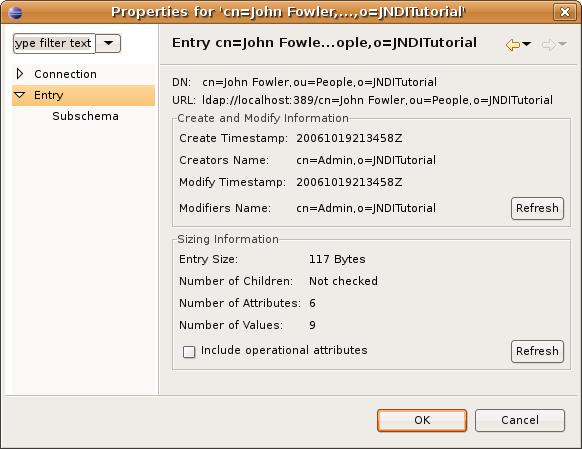 Properties for 'cn=John Fowler,...,o=JNDITutorial'
ype filter text
Connection
Entry
Subschema
Entry cn=John Fowle...ople,o=JNDITutorial
DN: cn=John Fowler,ou=People,o=JNDITutorial
URL: ldap://localhost:389/cn=John Fowler,ou=People,o=JNDITutorial
Create and Modify Information
Create Timestamp: 20061019213458Z
Creators Name: cn=Admin,o=JNDITutorial
Modify Timestamp: 20061019213458Z
Modifiers Name: cn=Admin,o=JNDITutorial
Refresh
Sizing Information
Entry Size: 117 Bytes
Number of Children: Not checked
Number of Attributes: 6
Number of Values: 9
Include operational attributes
Refresh
OK
Cancel